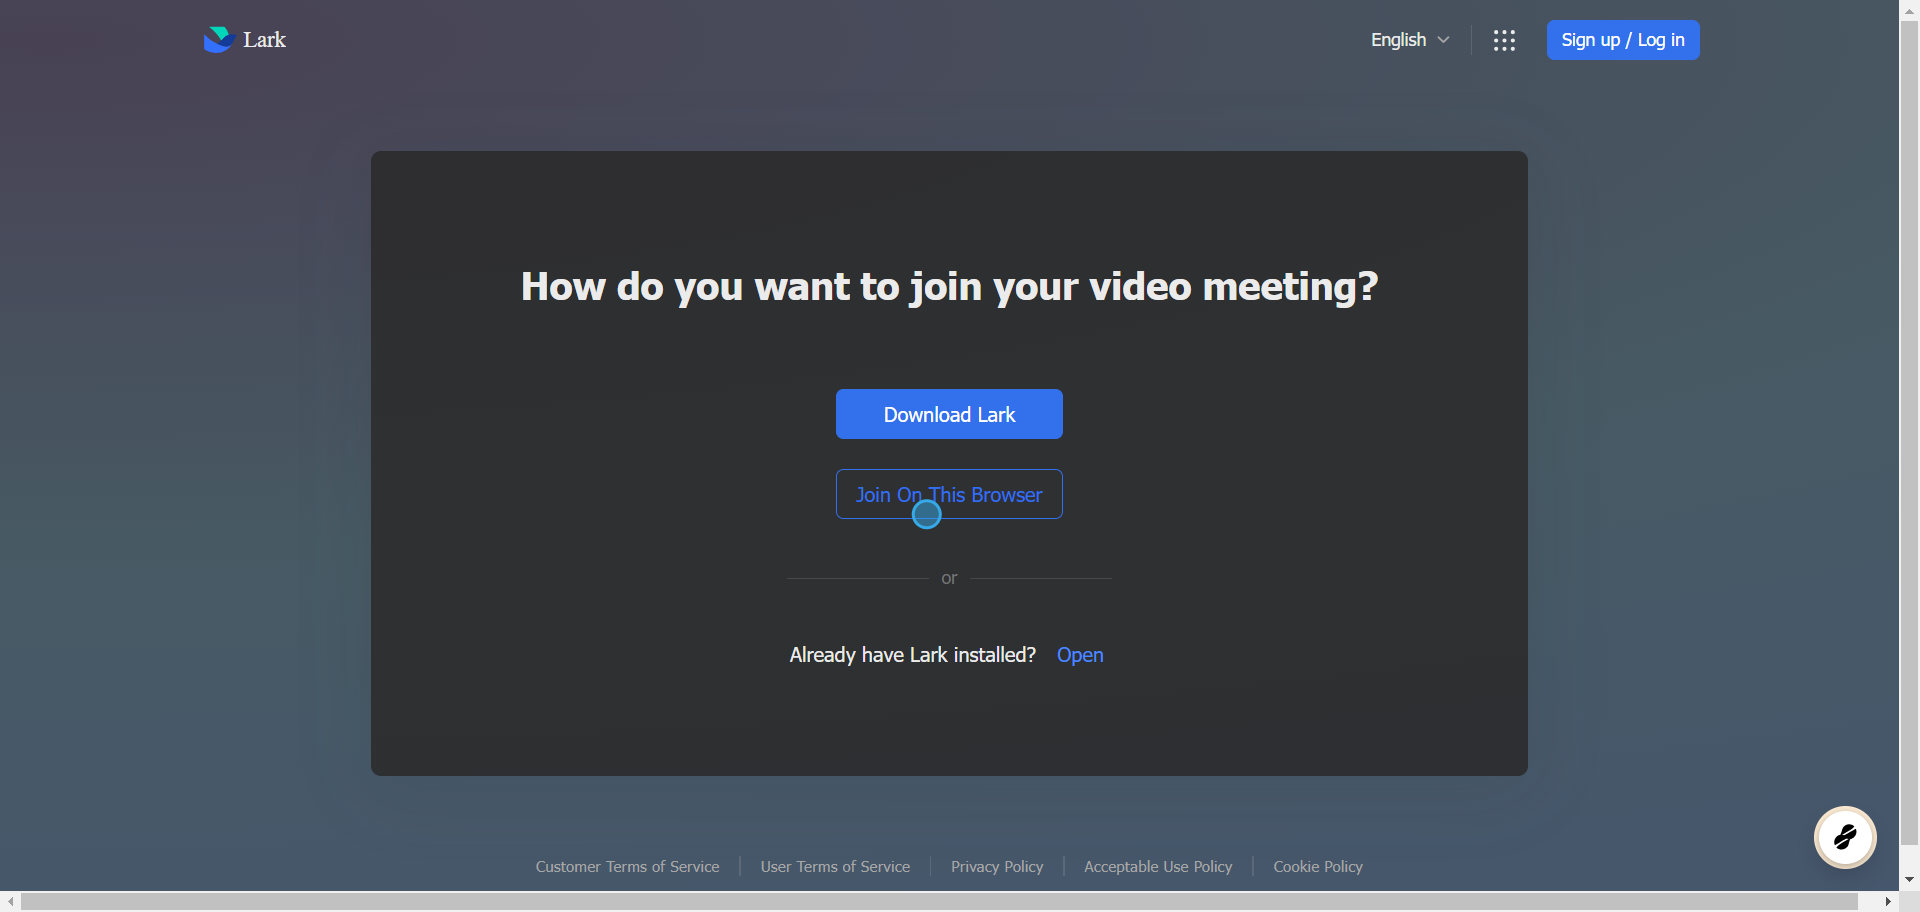 Lark
English
Sign up / Log in
How do you want to join your video meeting?
Download Lark
Join On This Browser
or
Already have Lark installed? Open
Customer Terms of Service
User Terms of Service
Privacy Policy
Acceptable Use Policy
Cookie Policy